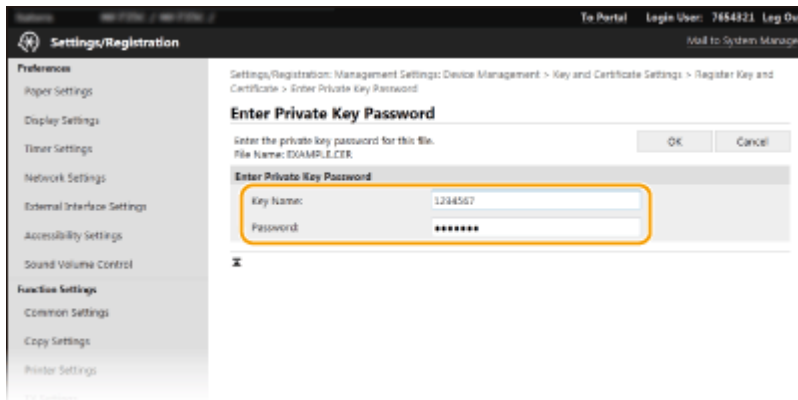 To Portal Login User: 7654321 Log Ou
Settings/Registration
Mail to System Manage
Preferences
Paper Settings
Display Settings
Timer Settings
Network Settings
External Interface Settings
Accessibility Settings
Sound Volume Control
Function Settings
Common Settings
Copy Settings
Printer Settings
Settings/Registration: Management Settings: Device Management > Key and Certificate Settings > Register Key and
Certificate > Enter Private Key Password
Enter Private Key Password
Enter the private key password for this file.
File Name: EXAMPLE.CER
OK Cancel
Enter Private Key Password
Key Name: 1234567
Password: •••••••